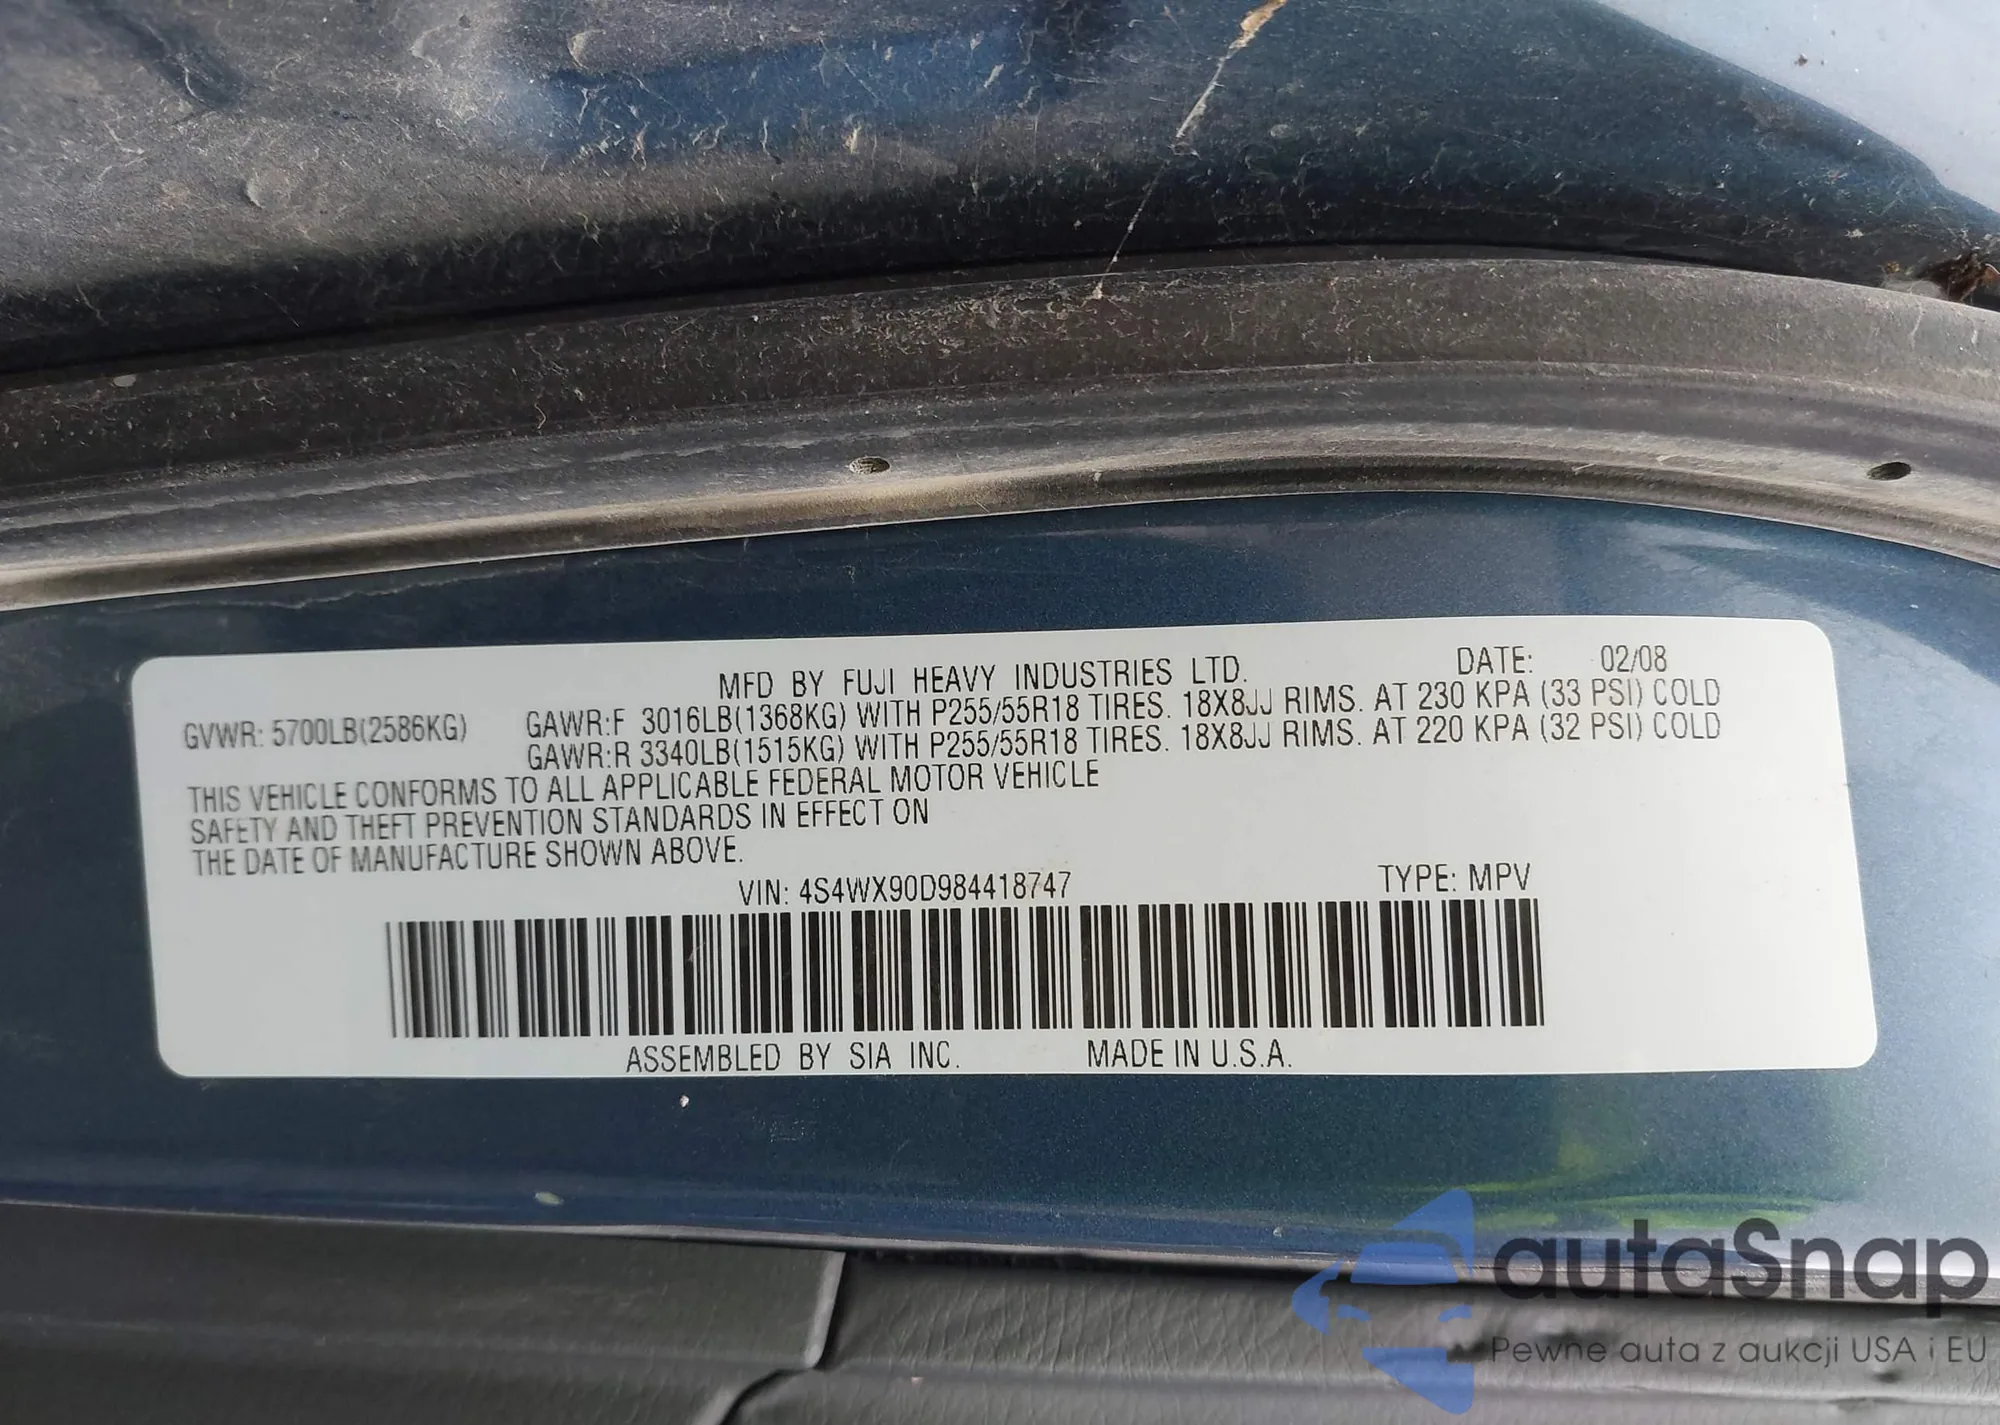 MFD BY FUJI HEAVY INDUSTRIES LTD. DATE: 02/08
GVWR: 5700LB(2586KG) GAWR:F 3016LB(1368KG) WITH P255/55R18 TIRES. 18X8JJ RIMS. AT 230 KPA (33 PSI) COLD
GAWR:R 3340LB(1515KG) WITH P255/55R18 TIRES. 18X8JJ RIMS. AT 220 KPA (32 PSI) COLD
THIS VEHICLE CONFORMS TO ALL APPLICABLE FEDERAL MOTOR VEHICLE
SAFETY AND THEFT PREVENTION STANDARDS IN EFFECT ON
THE DATE OF MANUFACTURE SHOWN ABOVE.
VIN: 4S4WX90D984418747 TYPE: MPV
ASSEMBLED BY SIA INC. MADE IN U.S.A.
autaSnap
Pewne auta z aukcji USA i EU